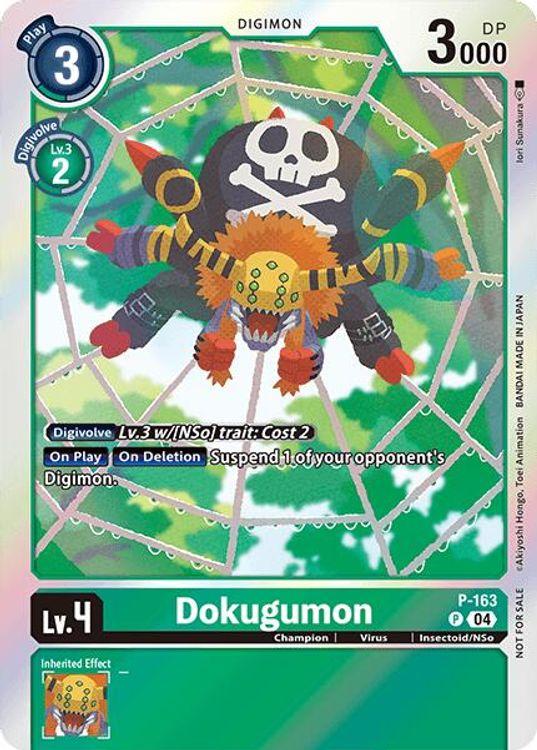 DIGIMON
Play
3
DP
3000
Digivolve
Lv.3
2
Iori Sunakura
Digivolve Lv.3 w/[NSo] trait: Cost 2
On Play On Deletion Suspend 1 of your opponent's
Digimon.
©Akiyoshi Hongo, Toei Animation BANDAI MADE IN JAPAN
NOT FOR SALE
Lv.4
Dokugumon
P-163
P 04
Champion | Virus | Insectoid/NSo
Inherited Effect
—